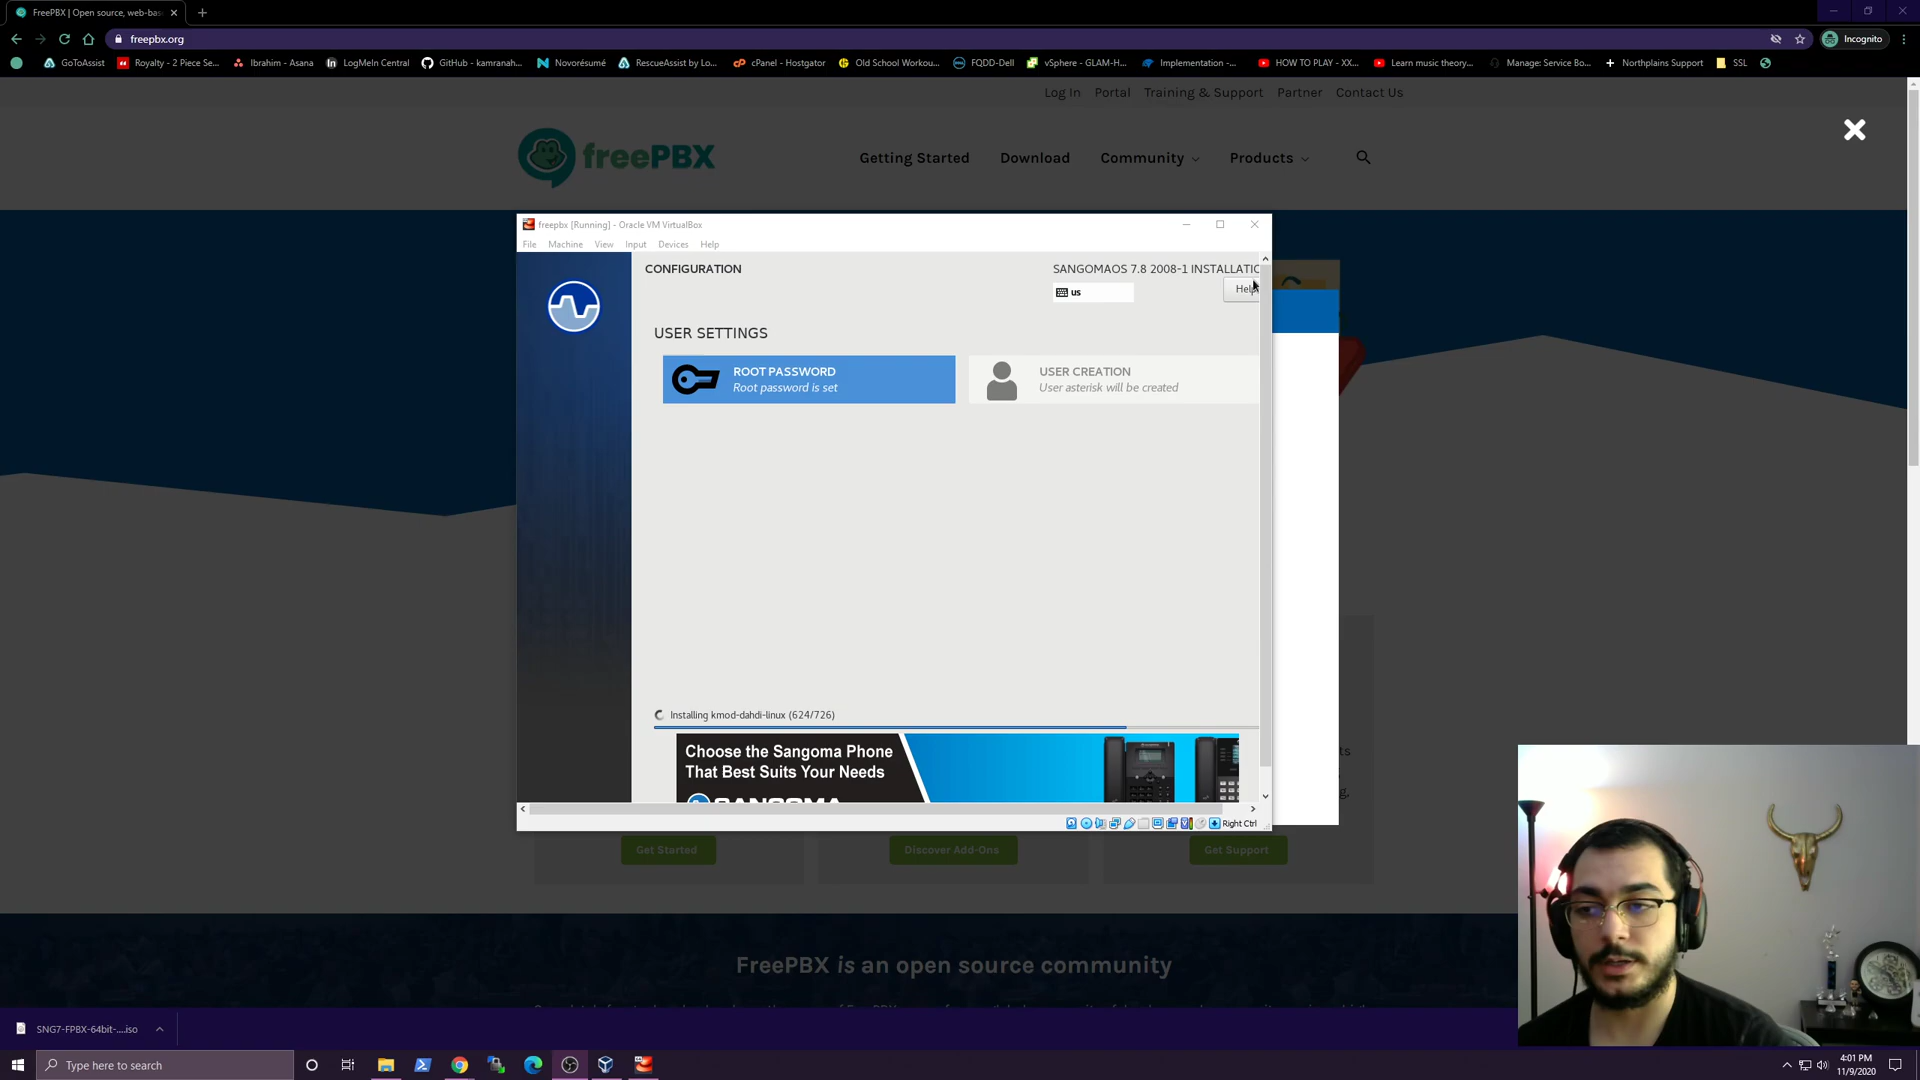 FreePBX | Open source, web-bas
freepbx.org
Incognito
GoToAssist
Royalty - 2 Piece Se...
Ibrahim - Asana
LogMeIn Central
GitHub - kamranah...
Novorésumé
RescueAssist by Lo...
cPanel - Hostgator
Old School Workou...
FQDD-Dell
vSphere - GLAM-H...
Implementation -...
HOW TO PLAY - XX...
Learn music theory...
Manage: Service Bo...
Northplains Support
SSL
Log In Portal Training & Support Partner Contact Us
freePBX
Getting Started Download Community Products
freepbx [Running] - Oracle VM VirtualBox
File Machine View Input Devices Help
CONFIGURATION
SANGOMAOS 7.8 2008-1 INSTALLATIO
us
Help
USER SETTINGS
ROOT PASSWORD
Root password is set
USER CREATION
User asterisk will be created
Installing kmod-dahdi-linux (624/726)
Choose the Sangoma Phone
That Best Suits Your Needs
SANGOMA
Right Ctrl
Get Started
Discover Add-Ons
Get Support
FreePBX is an open source community
SNG7-FPBX-64bit-....iso
Type here to search
4:01 PM
11/9/2020